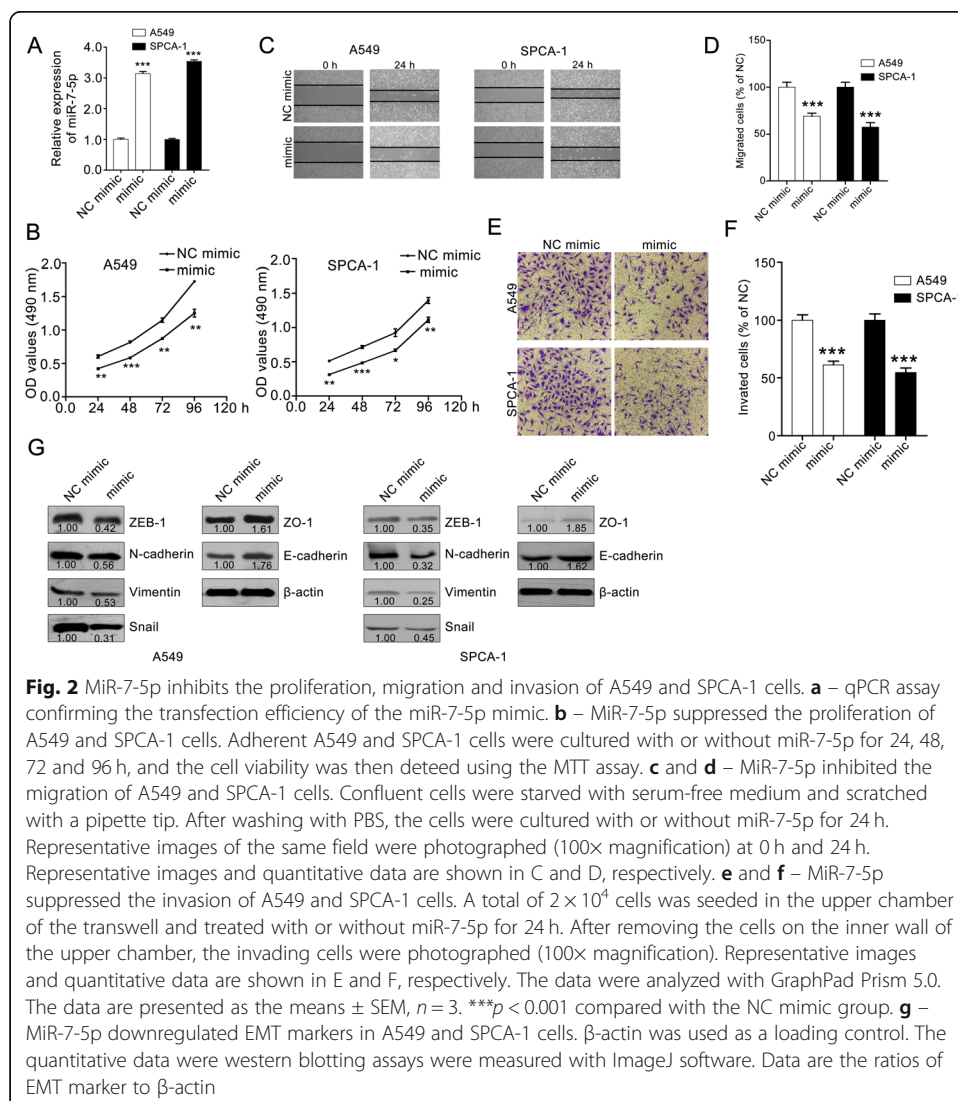 A
A549
SPCA-1
Relative expression
of miR-7-5p
4.0
3.0
2.0
1.0
0.0
***
***
NC mimic
mimic
NC mimic
mimic
C
A549
SPCA-1
0 h
24 h
0 h
24 h
NC mimic
mimic
D
A549
SPCA-1
Migrated cells (% of NC)
150
100
50
0
***
***
NC mimic
mimic
NC mimic
mimic
B
A549
NC mimic
mimic
OD values (490 nm)
2.0
1.5
1.0
0.5
0.0
0.0 24 48 72 96 120 h
** *** ** **
SPCA-1
NC mimic
mimic
OD values (490 nm)
2.0
1.5
1.0
0.5
0.0
0.0 24 48 72 96 120 h
** *** * **
E
NC mimic
mimic
A549
SPCA-1
F
A549
SPCA-1
Invated cells (% of NC)
150
100
50
0
***
***
NC mimic
mimic
NC mimic
mimic
G
NC mimic
mimic
NC mimic
mimic
NC mimic
mimic
NC mimic
mimic
ZEB-1
1.00 0.42
ZO-1
1.00 1.61
ZEB-1
1.00 0.35
ZO-1
1.00 1.85
N-cadherin
1.00 0.56
E-cadherin
1.00 1.76
N-cadherin
1.00 0.32
E-cadherin
1.00 1.62
Vimentin
1.00 0.53
β-actin
Vimentin
1.00 0.25
β-actin
Snail
1.00 0.31
Snail
1.00 0.45
A549
SPCA-1
Fig. 2 MiR-7-5p inhibits the proliferation, migration and invasion of A549 and SPCA-1 cells. a – qPCR assay
confirming the transfection efficiency of the miR-7-5p mimic. b – MiR-7-5p suppressed the proliferation of
A549 and SPCA-1 cells. Adherent A549 and SPCA-1 cells were cultured with or without miR-7-5p for 24, 48,
72 and 96 h, and the cell viability was then deteed using the MTT assay. c and d – MiR-7-5p inhibited the
migration of A549 and SPCA-1 cells. Confluent cells were starved with serum-free medium and scratched
with a pipette tip. After washing with PBS, the cells were cultured with or without miR-7-5p for 24 h.
Representative images of the same field were photographed (100× magnification) at 0 h and 24 h.
Representative images and quantitative data are shown in C and D, respectively. e and f – MiR-7-5p
suppressed the invasion of A549 and SPCA-1 cells. A total of 2 × 10⁴ cells was seeded in the upper chamber
of the transwell and treated with or without miR-7-5p for 24 h. After removing the cells on the inner wall of
the upper chamber, the invading cells were photographed (100× magnification). Representative images
and quantitative data are shown in E and F, respectively. The data were analyzed with GraphPad Prism 5.0.
The data are presented as the means ± SEM, n = 3. ***p < 0.001 compared with the NC mimic group. g –
MiR-7-5p downregulated EMT markers in A549 and SPCA-1 cells. β-actin was used as a loading control. The
quantitative data were western blotting assays were measured with ImageJ software. Data are the ratios of
EMT marker to β-actin